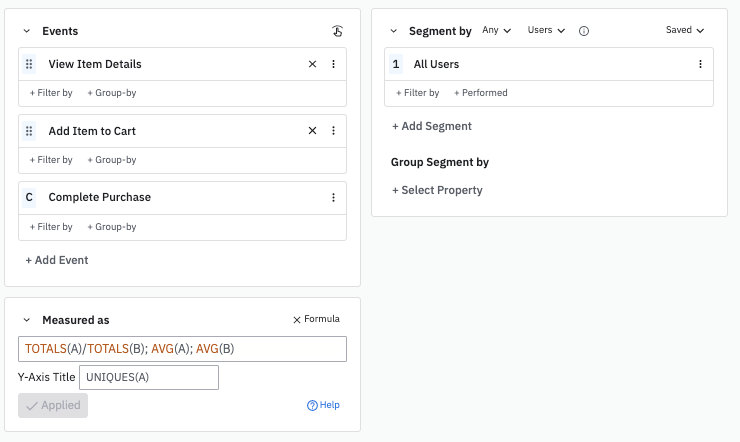 Events
View Item Details
+ Filter by + Group-by
Add Item to Cart
+ Filter by + Group-by
C Complete Purchase
+ Filter by + Group-by
+ Add Event
Measured as
Formula
TOTALS(A)/TOTALS(B); AVG(A); AVG(B)
Y-Axis Title UNIQUES(A)
Applied
Help
Segment by Any Users Saved
1 All Users
+ Filter by + Performed
+ Add Segment
Group Segment by
+ Select Property